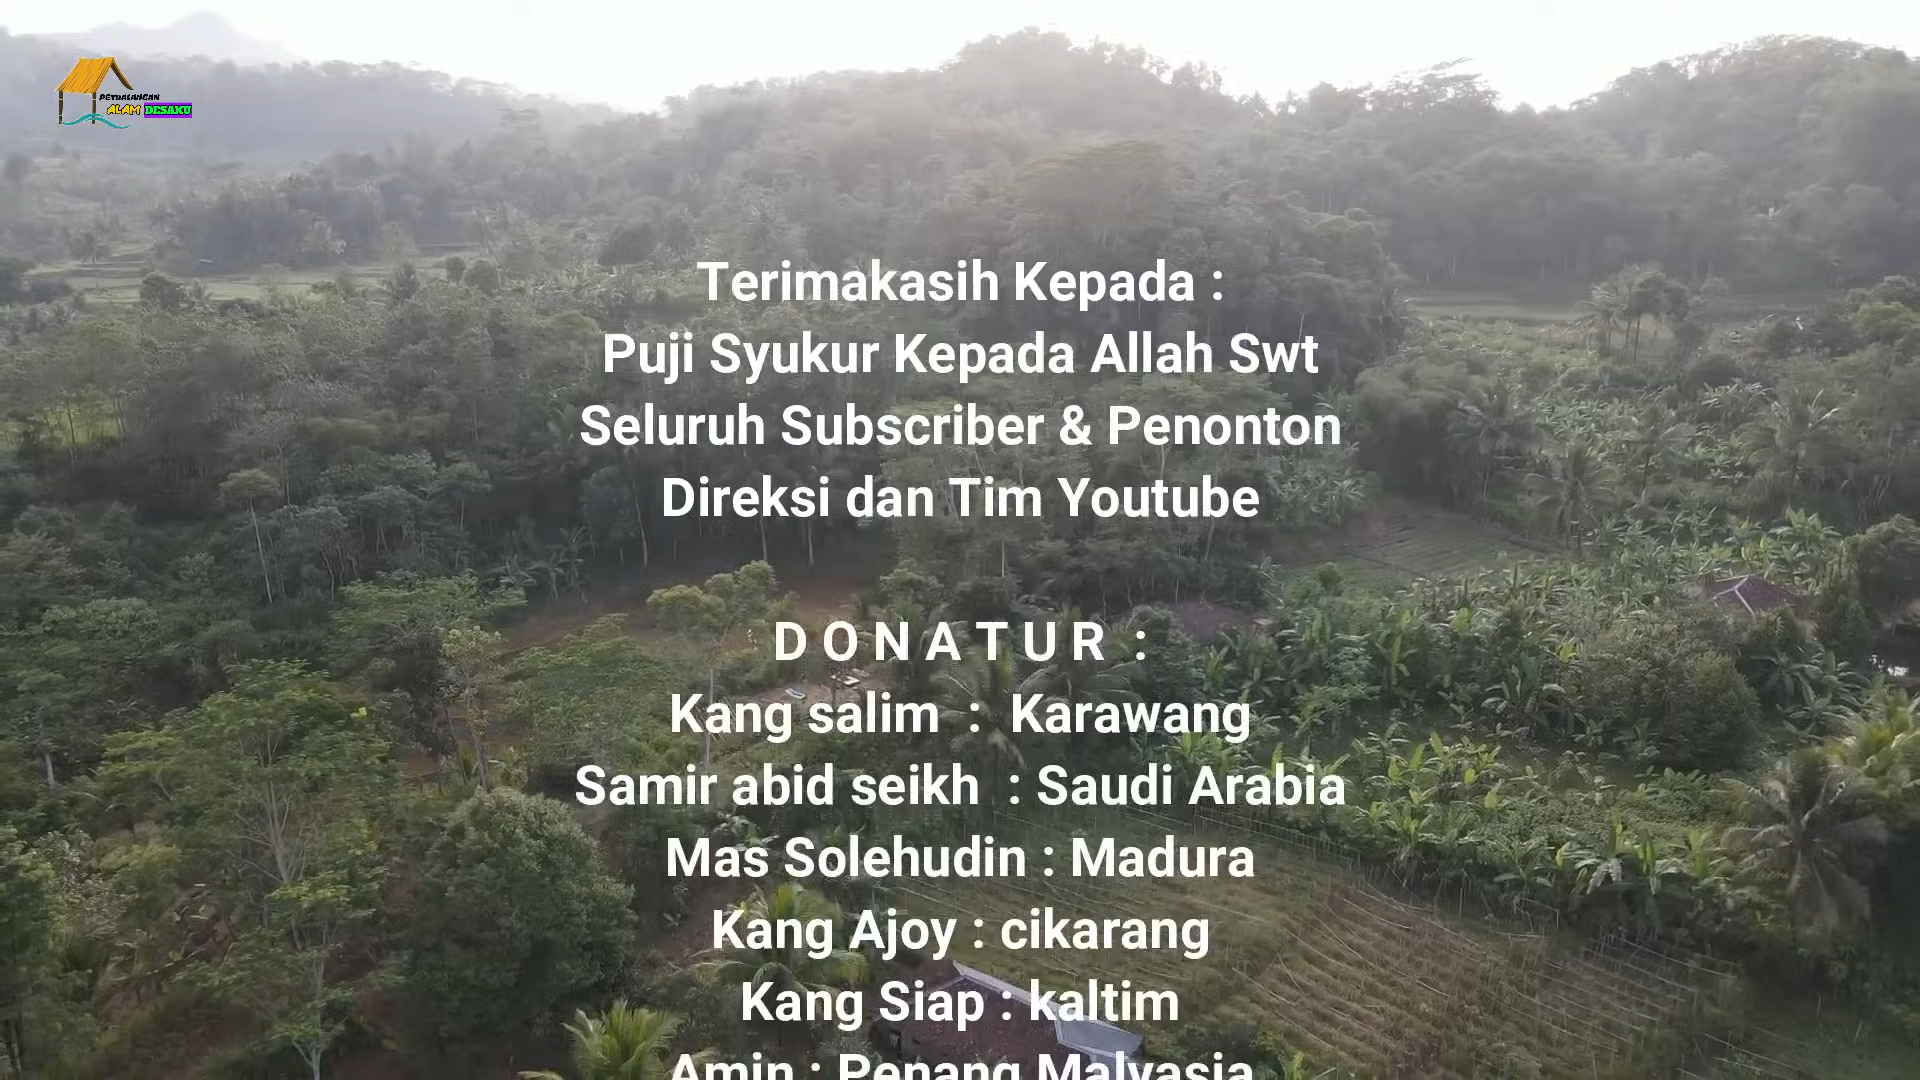 PETUALANGAN
ALAM DESAKU
Terimakasih Kepada :
Puji Syukur Kepada Allah Swt
Seluruh Subscriber & Penonton
Direksi dan Tim Youtube
D O N A T U R :
Kang salim : Karawang
Samir abid seikh : Saudi Arabia
Mas Solehudin : Madura
Kang Ajoy : cikarang
Kang Siap : kaltim
Amin : Penang Malyasia